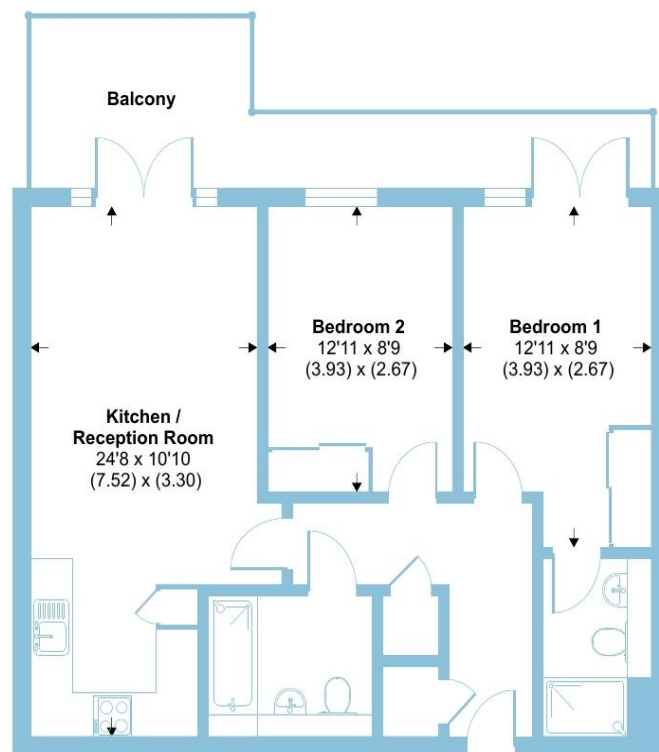 Balcony
Bedroom 2
12'11 x 8'9
(3.93) x (2.67)
Bedroom 1
12'11 x 8'9
(3.93) x (2.67)
Kitchen /
Reception Room
24'8 x 10'10
(7.52) x (3.30)